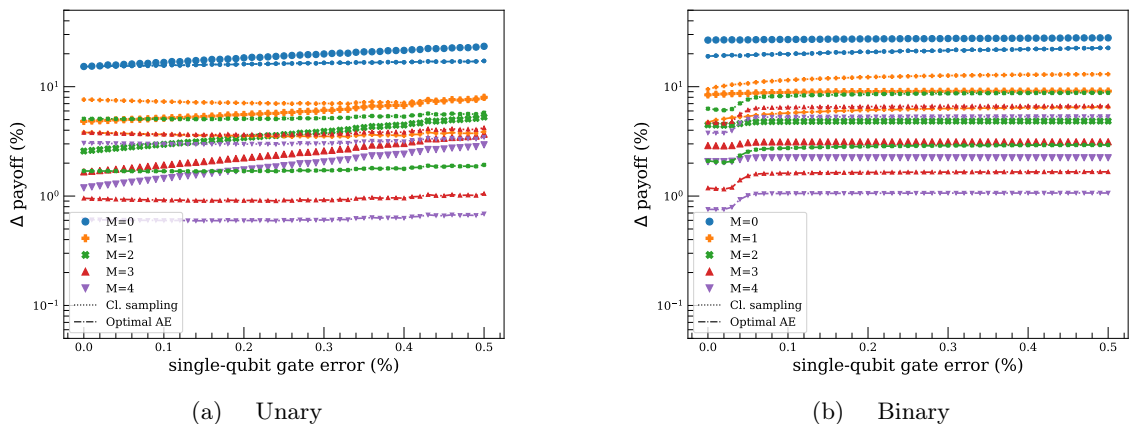 Δ payoff (%)
10¹
10⁰
10⁻¹
M=0
M=1
M=2
M=3
M=4
Cl. sampling
Optimal AE
0.0 0.1 0.2 0.3 0.4 0.5
single-qubit gate error (%)
(a) Unary
Δ payoff (%)
10¹
10⁰
10⁻¹
M=0
M=1
M=2
M=3
M=4
Cl. sampling
Optimal AE
0.0 0.1 0.2 0.3 0.4 0.5
single-qubit gate error (%)
(b) Binary